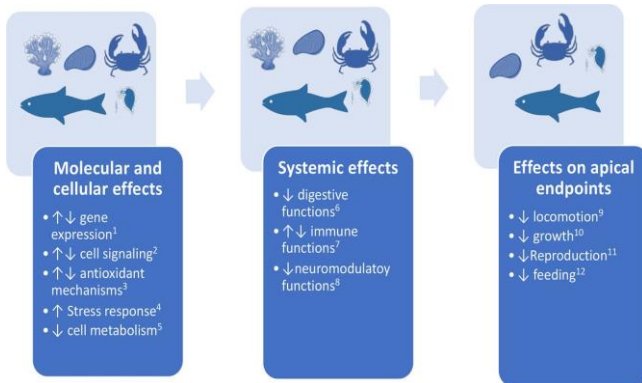 Molecular and
cellular effects
• ↑↓ gene
expression¹
• ↑↓ cell signaling²
• ↑↓ antioxidant
mechanisms³
• ↑ Stress response⁴
• ↓ cell metabolism⁵
Systemic effects
• ↓ digestive
functions⁶
• ↑↓ immune
functions⁷
• ↓neuromodulatoy
functions⁸
Effects on apical
endpoints
• ↓ locomotion⁹
• ↓ growth¹⁰
• ↓Reproduction¹¹
• ↓ feeding¹²